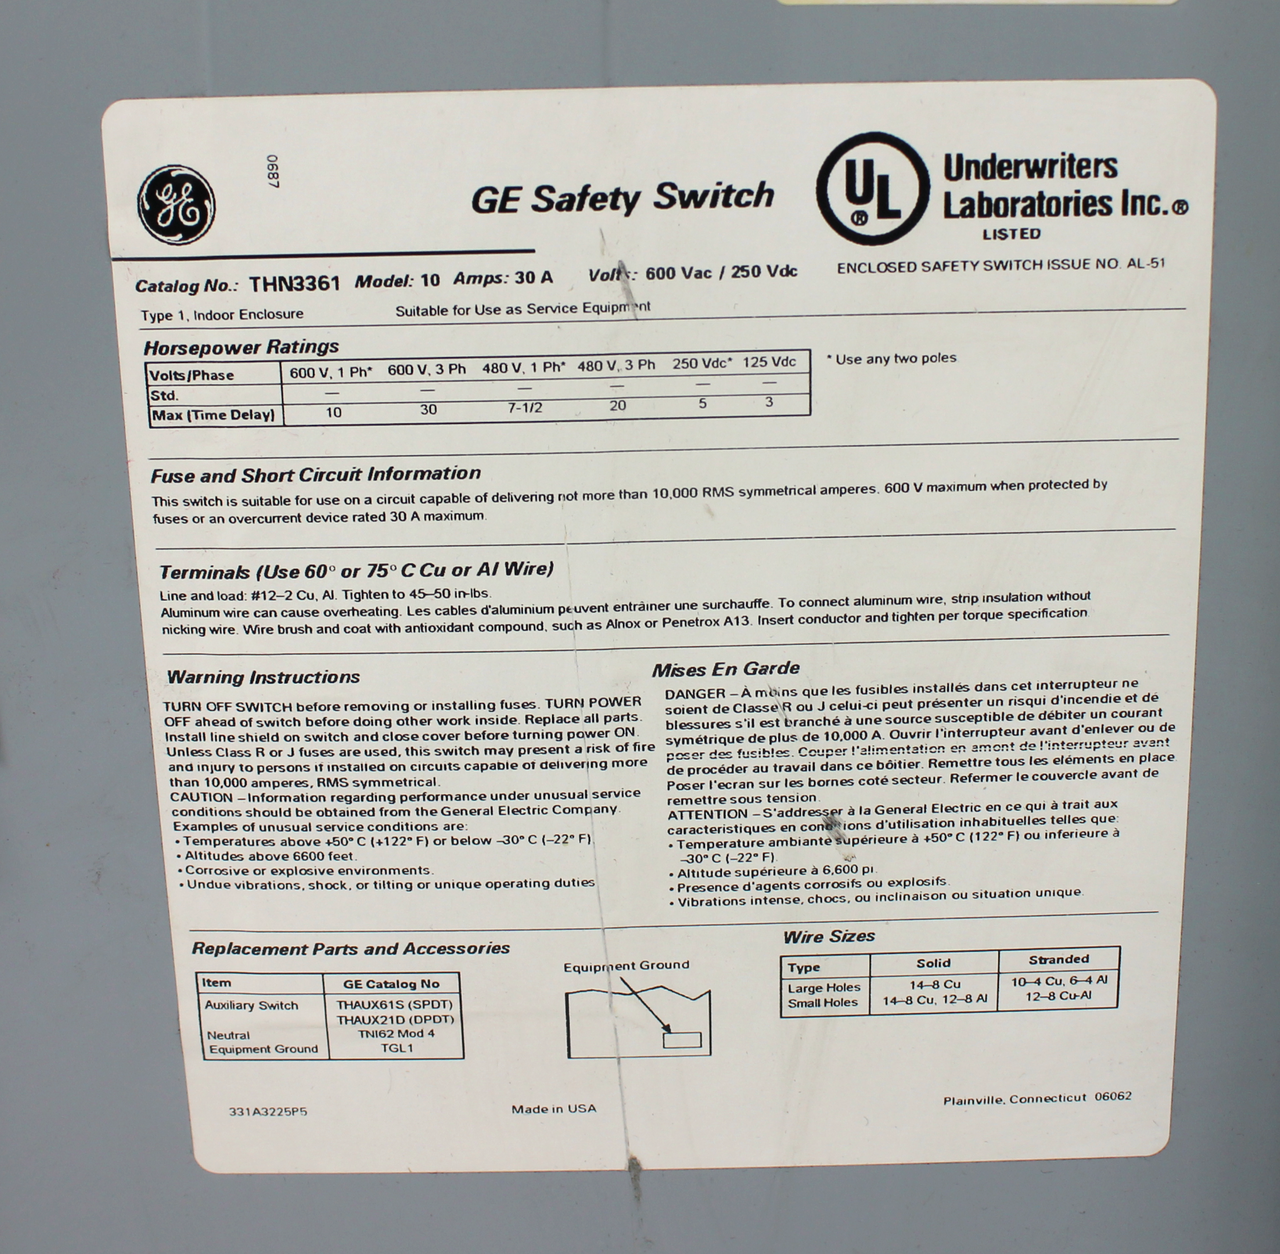 GE
0687
GE Safety Switch
UL
®
Underwriters
Laboratories Inc.®
LISTED
Catalog No.: THN3361 Model: 10 Amps: 30 A Volts: 600 Vac / 250 Vdc
ENCLOSED SAFETY SWITCH ISSUE NO. AL-51
Type 1, Indoor Enclosure Suitable for Use as Service Equipment
Horsepower Ratings
Volts/Phase 600 V, 1 Ph* 600 V, 3 Ph 480 V, 1 Ph* 480 V, 3 Ph 250 Vdc* 125 Vdc
Std. — — — — — —
Max (Time Delay) 10 30 7-1/2 20 5 3
* Use any two poles
Fuse and Short Circuit Information
This switch is suitable for use on a circuit capable of delivering not more than 10,000 RMS symmetrical amperes. 600 V maximum when protected by
fuses or an overcurrent device rated 30 A maximum.
Terminals (Use 60° or 75° C Cu or Al Wire)
Line and load: #12–2 Cu, Al. Tighten to 45–50 in-lbs.
Aluminum wire can cause overheating. Les cables d'aluminium peuvent entràiner une surchauffe. To connect aluminum wire, strip insulation without
nicking wire. Wire brush and coat with antioxidant compound, such as Alnox or Penetrox A13. Insert conductor and tighten per torque specification.
Warning Instructions
TURN OFF SWITCH before removing or installing fuses. TURN POWER
OFF ahead of switch before doing other work inside. Replace all parts.
Install line shield on switch and close cover before turning power ON.
Unless Class R or J fuses are used, this switch may present a risk of fire
and injury to persons if installed on circuits capable of delivering more
than 10,000 amperes, RMS symmetrical.
CAUTION – Information regarding performance under unusual service
conditions should be obtained from the General Electric Company.
Examples of unusual service conditions are:
• Temperatures above +50° C (+122° F) or below –30° C (–22° F).
• Altitudes above 6600 feet.
• Corrosive or explosive environments.
• Undue vibrations, shock, or tilting or unique operating duties
Mises En Garde
DANGER – À moins que les fusibles installés dans cet interrupteur ne
soient de Classe R ou J celui-ci peut présenter un risqui d'incendie et de
blessures s'il est branché à une source susceptible de débiter un courant
symétrique de plus de 10,000 A. Ouvrir l'interrupteur avant d'enlever ou de
poser des fusibles. Couper l'alimentation en amont de l'interrupteur avant
de procéder au travail dans ce bôitier. Remettre tous les eléments en place.
Poser l'ecran sur les bornes coté secteur. Refermer le couvercle avant de
remettre sous tension.
ATTENTION – S'addresser à la General Electric en ce qui à trait aux
caractéristiques en conditions d'utilisation inhabituelles telles que:
• Temperature ambiante supérieure à +50° C (122° F) ou inferieure à
–30° C (–22° F).
• Altitude supérieure à 6,600 pi.
• Presence d'agents corrosifs ou explosifs.
• Vibrations intense, chocs, ou inclinaison ou situation unique.
Replacement Parts and Accessories
Item GE Catalog No
Auxiliary Switch THAUX61S (SPDT)
THAUX21D (DPDT)
Neutral TNI62 Mod 4
Equipment Ground TGL1
Equipment Ground
Wire Sizes
Type Solid Stranded
Large Holes 14–8 Cu 10–4 Cu, 6–4 Al
Small Holes 14–8 Cu, 12–8 Al 12–8 Cu-Al
331A3225P5
Made in USA
Plainville, Connecticut 06062